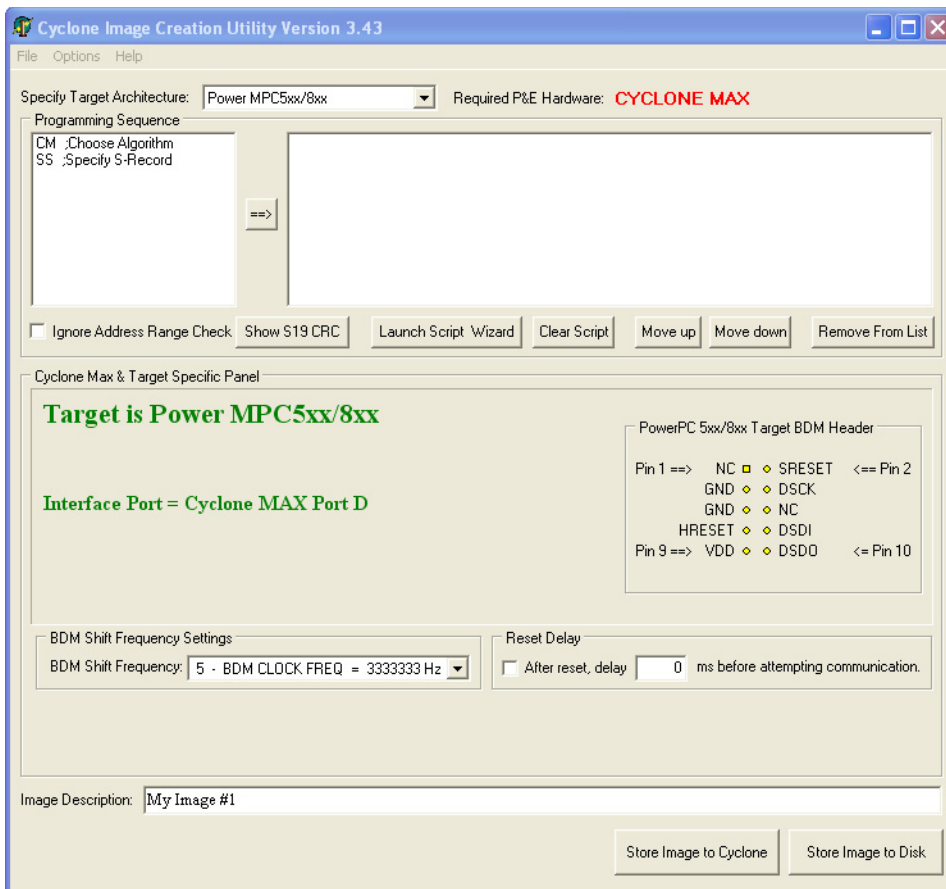 Cyclone Image Creation Utility Version 3.43
File Options Help
Specify Target Architecture: Power MPC5xx/8xx Required P&E Hardware: CYCLONE MAX
Programming Sequence
CM ;Choose Algorithm
SS ;Specify S-Record
==>
Ignore Address Range Check Show S19 CRC Launch Script Wizard Clear Script Move up Move down Remove From List
Cyclone Max & Target Specific Panel
Target is Power MPC5xx/8xx
Interface Port = Cyclone MAX Port D
PowerPC 5xx/8xx Target BDM Header
Pin 1 ==> NC SRESET <== Pin 2
GND DSCK
GND NC
HRESET DSDI
Pin 9 ==> VDD DSDO <= Pin 10
BDM Shift Frequency Settings
BDM Shift Frequency: 5 - BDM CLOCK FREQ = 3333333 Hz
Reset Delay
After reset, delay 0 ms before attempting communication.
Image Description: My Image #1
Store Image to Cyclone Store Image to Disk